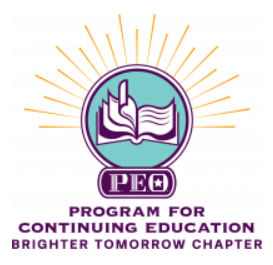 PEO
PROGRAM FOR
CONTINUING EDUCATION
BRIGHTER TOMORROW CHAPTER